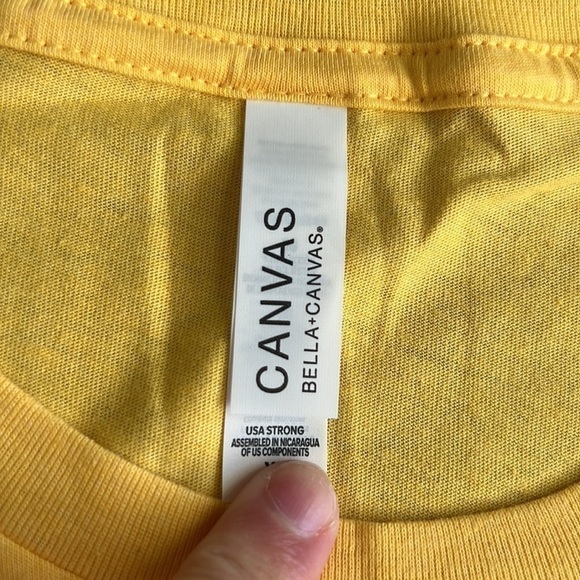 CANVAS
BELLA+CANVAS®
USA STRONG
ASSEMBLED IN NICARAGUA
OF US COMPONENTS